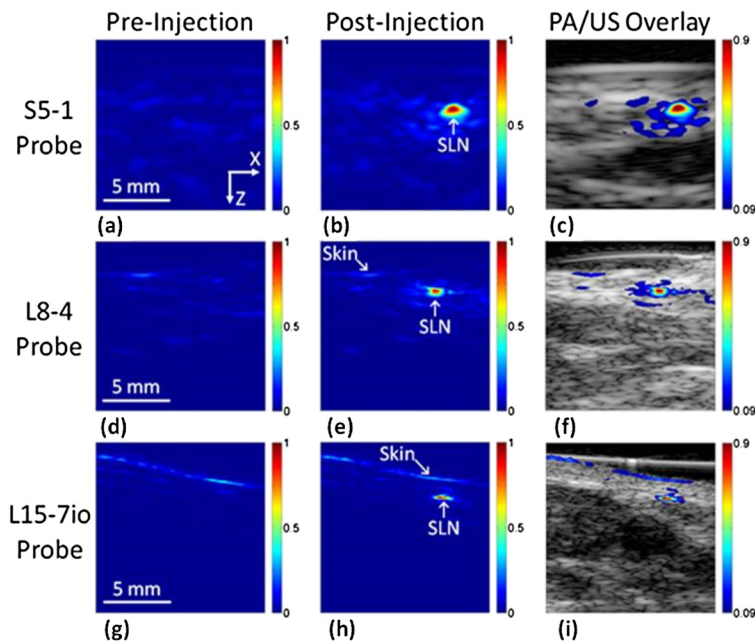 Pre-Injection Post-Injection PA/US Overlay
S5-1
Probe
1
0.5
0
X
Z
5 mm
(a)
1
0.5
0
SLN
(b)
0.9
0.09
(c)
L8-4
Probe
1
0.5
0
5 mm
(d)
1
0.5
0
Skin
SLN
(e)
0.9
0.09
(f)
L15-7io
Probe
1
0.5
0
5 mm
(g)
1
0.5
0
Skin
SLN
(h)
0.9
0.09
(i)